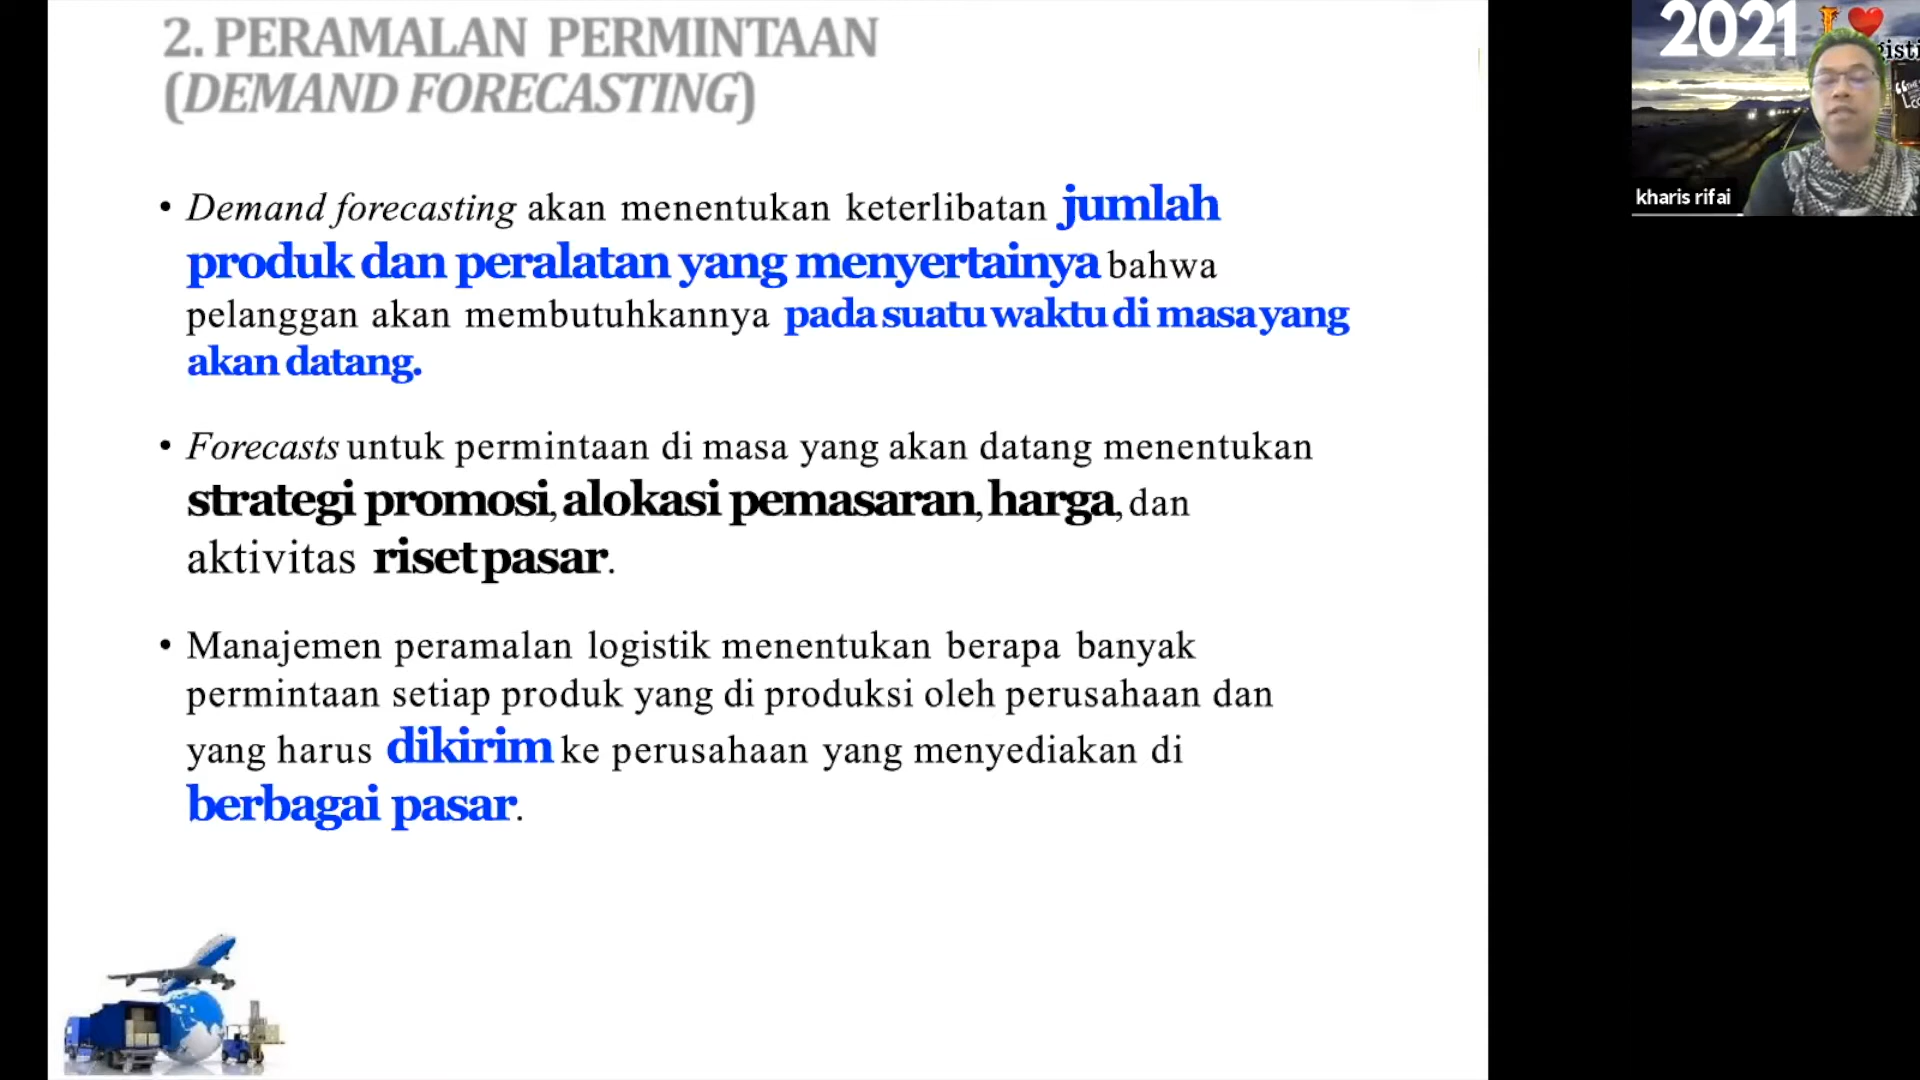 2. PERAMALAN PERMINTAAN
(DEMAND FORECASTING)
• Demand forecasting akan menentukan keterlibatan jumlah
produk dan peralatan yang menyertainya bahwa
pelanggan akan membutuhkannya pada suatu waktu di masa yang
akan datang.
• Forecasts untuk permintaan di masa yang akan datang menentukan
strategi promosi, alokasi pemasaran, harga, dan
aktivitas riset pasar.
• Manajemen peramalan logistik menentukan berapa banyak
permintaan setiap produk yang di produksi oleh perusahaan dan
yang harus dikirim ke perusahaan yang menyediakan di
berbagai pasar.
2021 I
kharis rifai